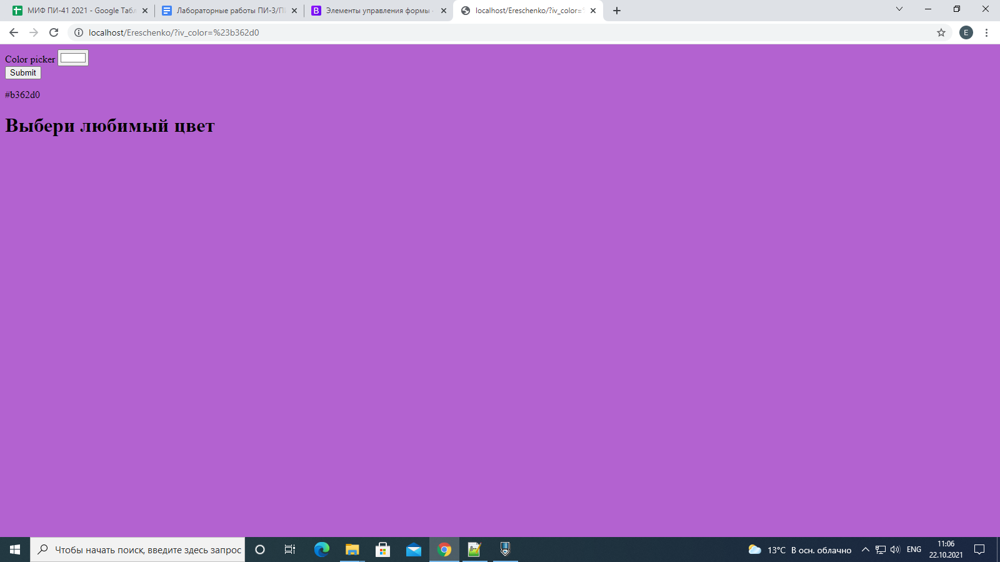 МИФ ПИ-41 2021 - Google Табл
Лабораторные работы ПИ-3/П
Элементы управления формы
localhost/Ereschenko/?iv_color=
localhost/Ereschenko/?iv_color=%23b362d0
E
Color picker
Submit
#b362d0
Выбери любимый цвет
Чтобы начать поиск, введите здесь запрос
13°C В осн. облачно
ENG
11:06
22.10.2021